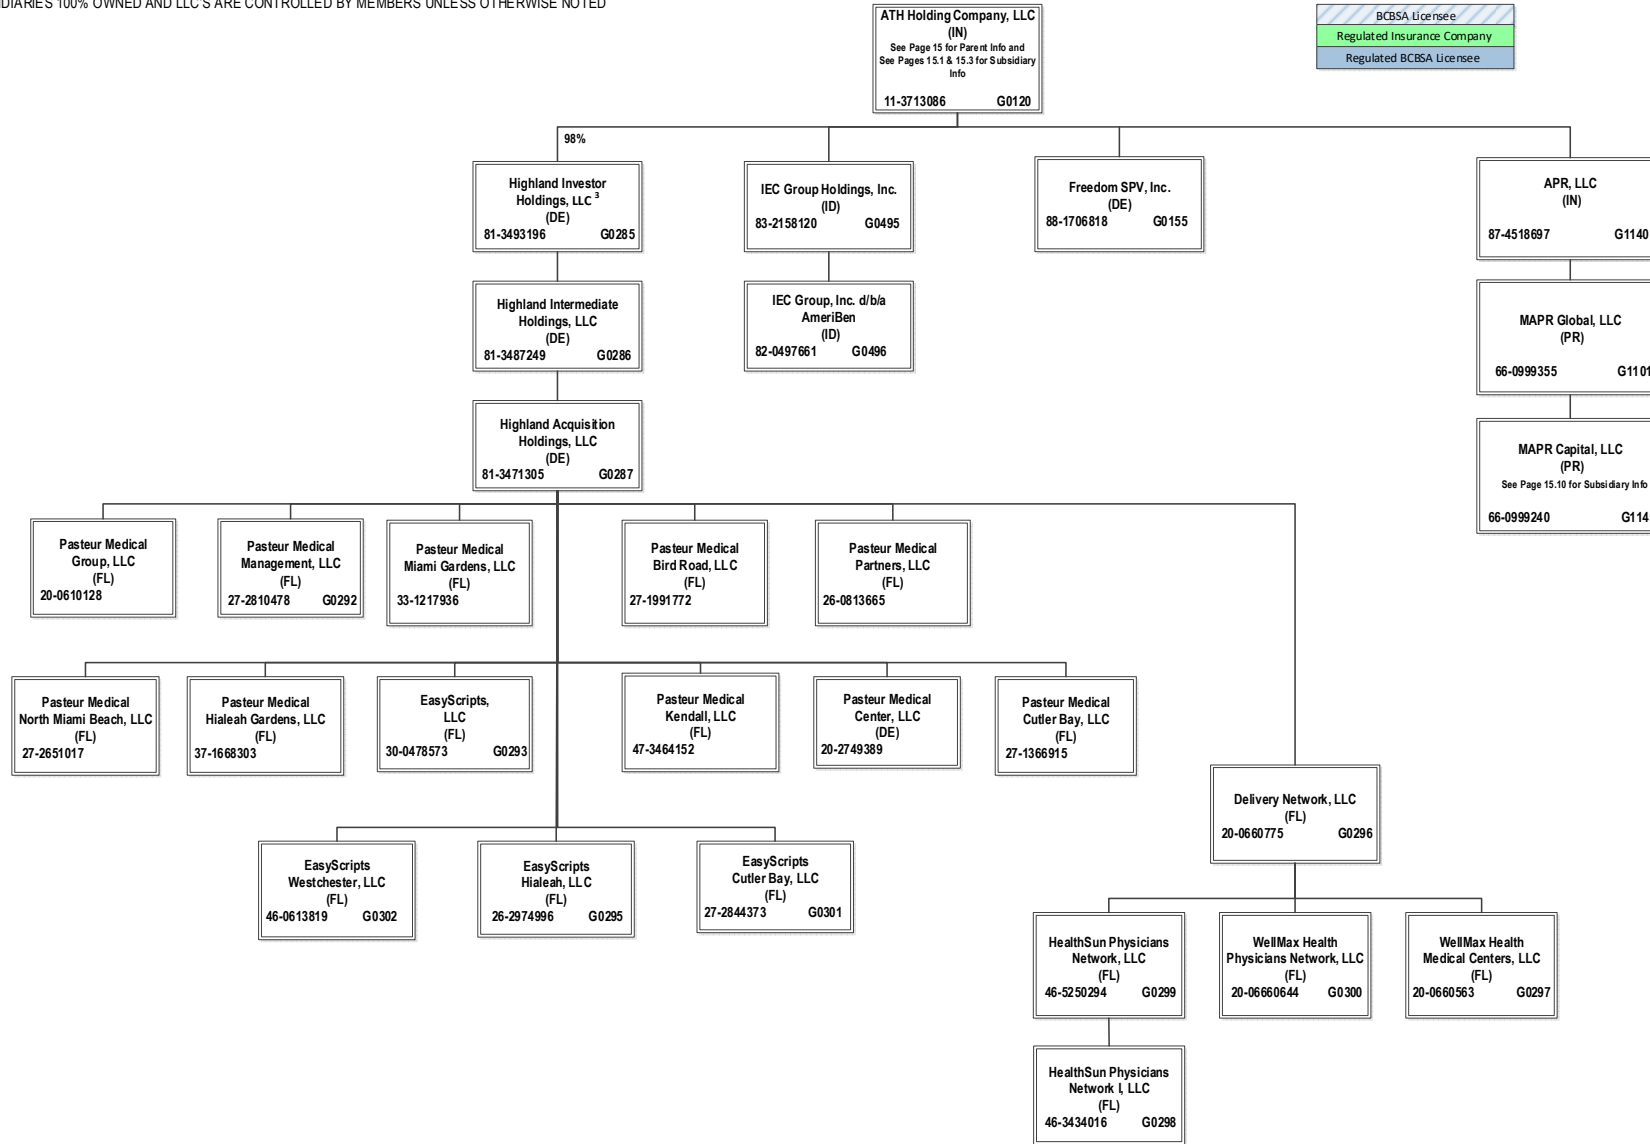 SUBSIDIARIES 100% OWNED AND LLC'S ARE CONTROLLED BY MEMBERS UNLESS OTHERWISE NOTED
ATH Holding Company, LLC
(IN)
See Page 15 for Parent Info and
See Pages 15.1 & 15.3 for Subsidiary
Info
11-3713086 G0120
BCBSA Licensee
Regulated Insurance Company
Regulated BCBSA Licensee
98%
Highland Investor
Holdings, LLC ³
(DE)
81-3493196 G0285
IEC Group Holdings, Inc.
(ID)
83-2158120 G0495
Freedom SPV, Inc.
(DE)
88-1706818 G0155
APR, LLC
(IN)
87-4518697 G1140
Highland Intermediate
Holdings, LLC
(DE)
81-3487249 G0286
IEC Group, Inc. d/b/a
AmeriBen
(ID)
82-0497661 G0496
MAPR Global, LLC
(PR)
66-0999355 G1101
Highland Acquisition
Holdings, LLC
(DE)
81-3471305 G0287
MAPR Capital, LLC
(PR)
See Page 15.10 for Subsidiary Info
66-0999240 G114
Pasteur Medical
Group, LLC
(FL)
20-0610128
Pasteur Medical
Management, LLC
(FL)
27-2810478 G0292
Pasteur Medical
Miami Gardens, LLC
(FL)
33-1217936
Pasteur Medical
Bird Road, LLC
(FL)
27-1991772
Pasteur Medical
Partners, LLC
(FL)
26-0813665
Pasteur Medical
North Miami Beach, LLC
(FL)
27-2651017
Pasteur Medical
Hialeah Gardens, LLC
(FL)
37-1668303
EasyScripts,
LLC
(FL)
30-0478573 G0293
Pasteur Medical
Kendall, LLC
(FL)
47-3464152
Pasteur Medical
Center, LLC
(DE)
20-2749389
Pasteur Medical
Cutler Bay, LLC
(FL)
27-1366915
Delivery Network, LLC
(FL)
20-0660775 G0296
EasyScripts
Westchester, LLC
(FL)
46-0613819 G0302
EasyScripts
Hialeah, LLC
(FL)
26-2974996 G0295
EasyScripts
Cutler Bay, LLC
(FL)
27-2844373 G0301
HealthSun Physicians
Network, LLC
(FL)
46-5250294 G0299
WellMax Health
Physicians Network, LLC
(FL)
20-06660644 G0300
WellMax Health
Medical Centers, LLC
(FL)
20-0660563 G0297
HealthSun Physicians
Network I, LLC
(FL)
46-3434016 G0298